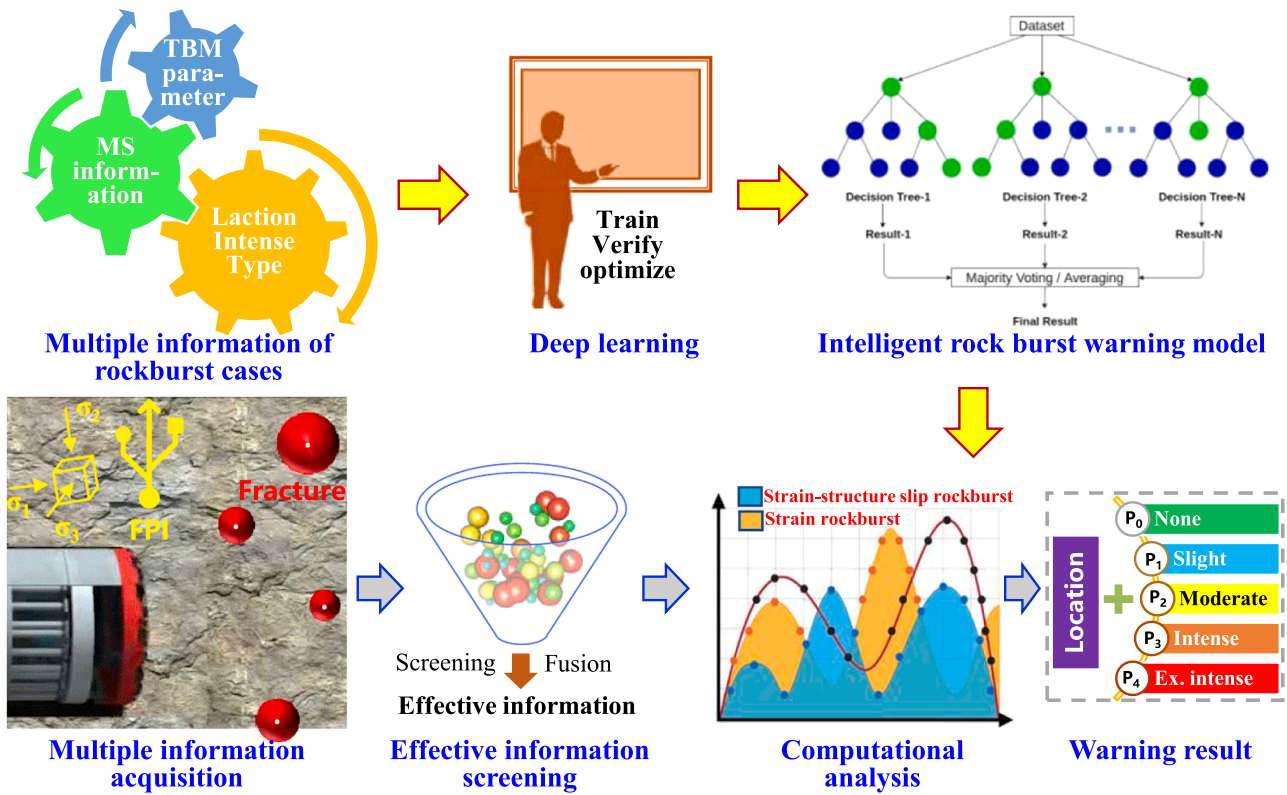 TBM
para-
meter
MS
inform-
ation
Laction
Intense
Type
Multiple information of
rockburst cases
Train
Verify
optimize
Deep learning
Dataset
Decision Tree-1
Decision Tree-2
Decision Tree-N
Result-1
Result-2
Result-N
Majority Voting / Averaging
Final Result
Intelligent rock burst warning model
σ2
σ1
σ3
FPI
Fracture
Multiple information
acquisition
Screening
Fusion
Effective information
Effective information
screening
Strain-structure slip rockburst
Strain rockburst
Computational
analysis
Location
P0 None
P1 Slight
P2 Moderate
P3 Intense
P4 Ex. intense
Warning result